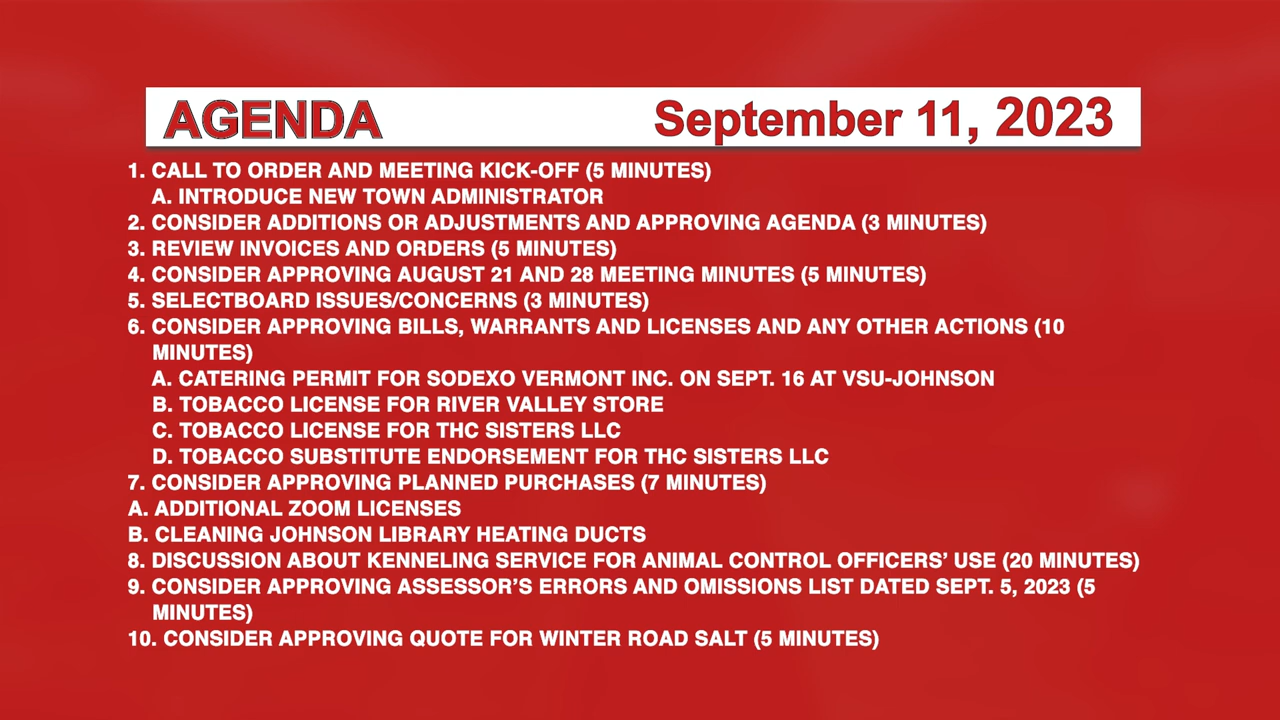 AGENDA September 11, 2023
1. CALL TO ORDER AND MEETING KICK-OFF (5 MINUTES)
A. INTRODUCE NEW TOWN ADMINISTRATOR
2. CONSIDER ADDITIONS OR ADJUSTMENTS AND APPROVING AGENDA (3 MINUTES)
3. REVIEW INVOICES AND ORDERS (5 MINUTES)
4. CONSIDER APPROVING AUGUST 21 AND 28 MEETING MINUTES (5 MINUTES)
5. SELECTBOARD ISSUES/CONCERNS (3 MINUTES)
6. CONSIDER APPROVING BILLS, WARRANTS AND LICENSES AND ANY OTHER ACTIONS (10
MINUTES)
A. CATERING PERMIT FOR SODEXO VERMONT INC. ON SEPT. 16 AT VSU-JOHNSON
B. TOBACCO LICENSE FOR RIVER VALLEY STORE
C. TOBACCO LICENSE FOR THC SISTERS LLC
D. TOBACCO SUBSTITUTE ENDORSEMENT FOR THC SISTERS LLC
7. CONSIDER APPROVING PLANNED PURCHASES (7 MINUTES)
A. ADDITIONAL ZOOM LICENSES
B. CLEANING JOHNSON LIBRARY HEATING DUCTS
8. DISCUSSION ABOUT KENNELING SERVICE FOR ANIMAL CONTROL OFFICERS’ USE (20 MINUTES)
9. CONSIDER APPROVING ASSESSOR’S ERRORS AND OMISSIONS LIST DATED SEPT. 5, 2023 (5
MINUTES)
10. CONSIDER APPROVING QUOTE FOR WINTER ROAD SALT (5 MINUTES)